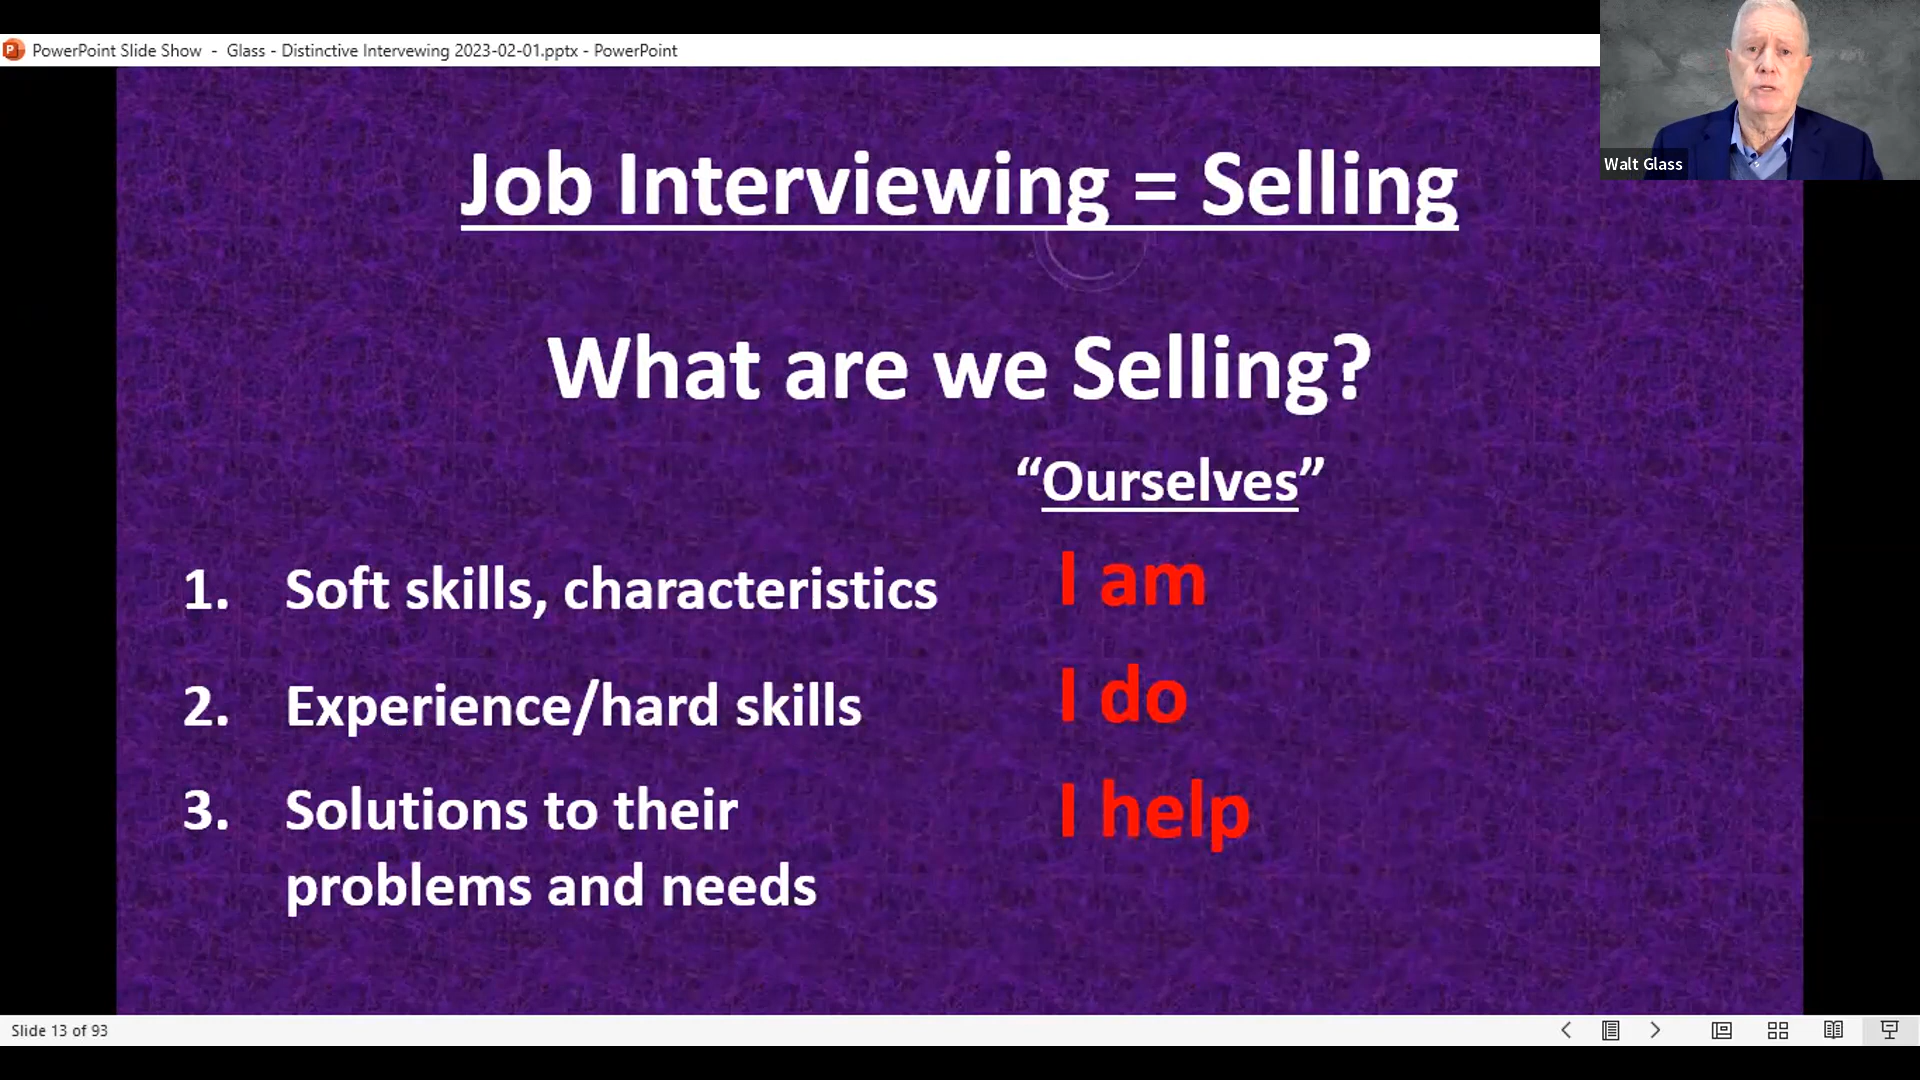 PowerPoint Slide Show - Glass - Distinctive Intervewing 2023-02-01.pptx - PowerPoint
Walt Glass
Job Interviewing = Selling
What are we Selling?
“Ourselves”
1. Soft skills, characteristics I am
2. Experience/hard skills I do
3. Solutions to their I help
problems and needs
Slide 13 of 93